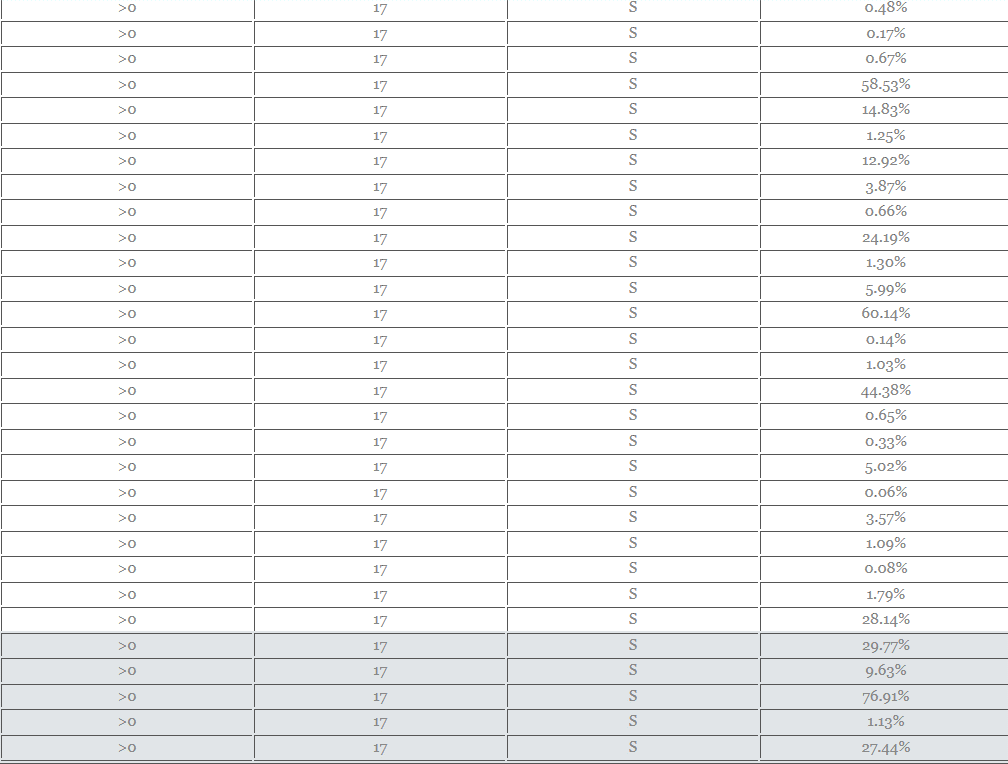 >0 17 S 0.48%
>0 17 S 0.17%
>0 17 S 0.67%
>0 17 S 58.53%
>0 17 S 14.83%
>0 17 S 1.25%
>0 17 S 12.92%
>0 17 S 3.87%
>0 17 S 0.66%
>0 17 S 24.19%
>0 17 S 1.30%
>0 17 S 5.99%
>0 17 S 60.14%
>0 17 S 0.14%
>0 17 S 1.03%
>0 17 S 44.38%
>0 17 S 0.65%
>0 17 S 0.33%
>0 17 S 5.02%
>0 17 S 0.06%
>0 17 S 3.57%
>0 17 S 1.09%
>0 17 S 0.08%
>0 17 S 1.79%
>0 17 S 28.14%
>0 17 S 29.77%
>0 17 S 9.63%
>0 17 S 76.91%
>0 17 S 1.13%
>0 17 S 27.44%